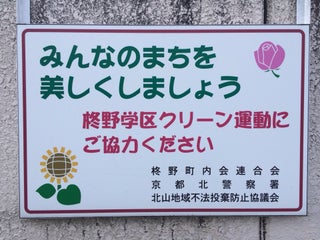 みんなのまちを
美しくしましょう
柊野学区クリーン運動に
ご協力ください
柊野町内会連合会
京都北警察署
北山地域不法投棄防止協議会